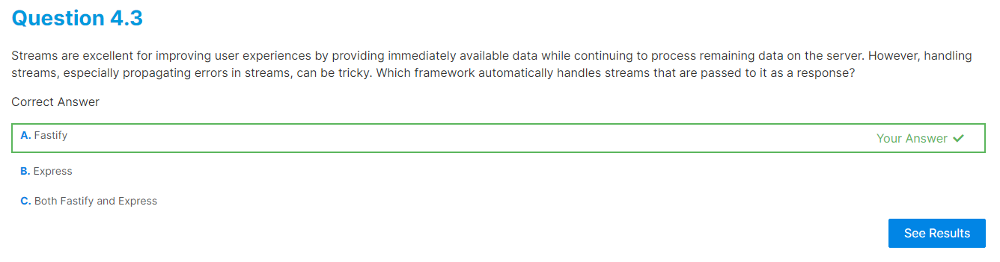 Question 4.3
Streams are excellent for improving user experiences by providing immediately available data while continuing to process remaining data on the server. However, handling
streams, especially propagating errors in streams, can be tricky. Which framework automatically handles streams that are passed to it as a response?
Correct Answer
A. Fastify Your Answer ✓
B. Express
C. Both Fastify and Express
See Results